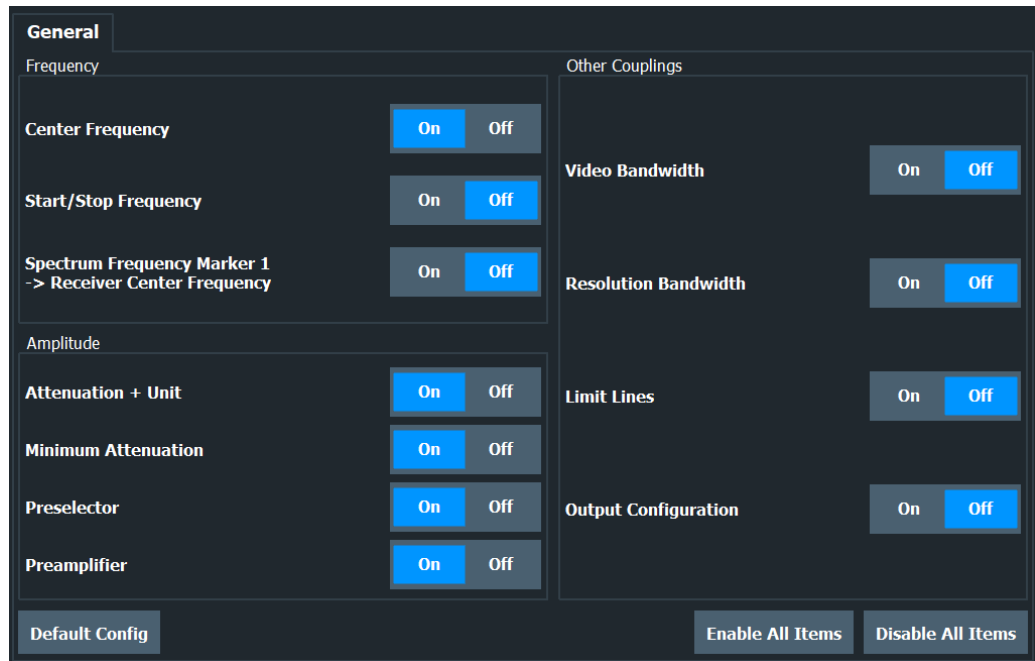 General
Frequency
Center Frequency On Off
Start/Stop Frequency On Off
Spectrum Frequency Marker 1
-> Receiver Center Frequency On Off
Amplitude
Attenuation + Unit On Off
Minimum Attenuation On Off
Preselector On Off
Preamplifier On Off
Other Couplings
Video Bandwidth On Off
Resolution Bandwidth On Off
Limit Lines On Off
Output Configuration On Off
Default Config Enable All Items Disable All Items